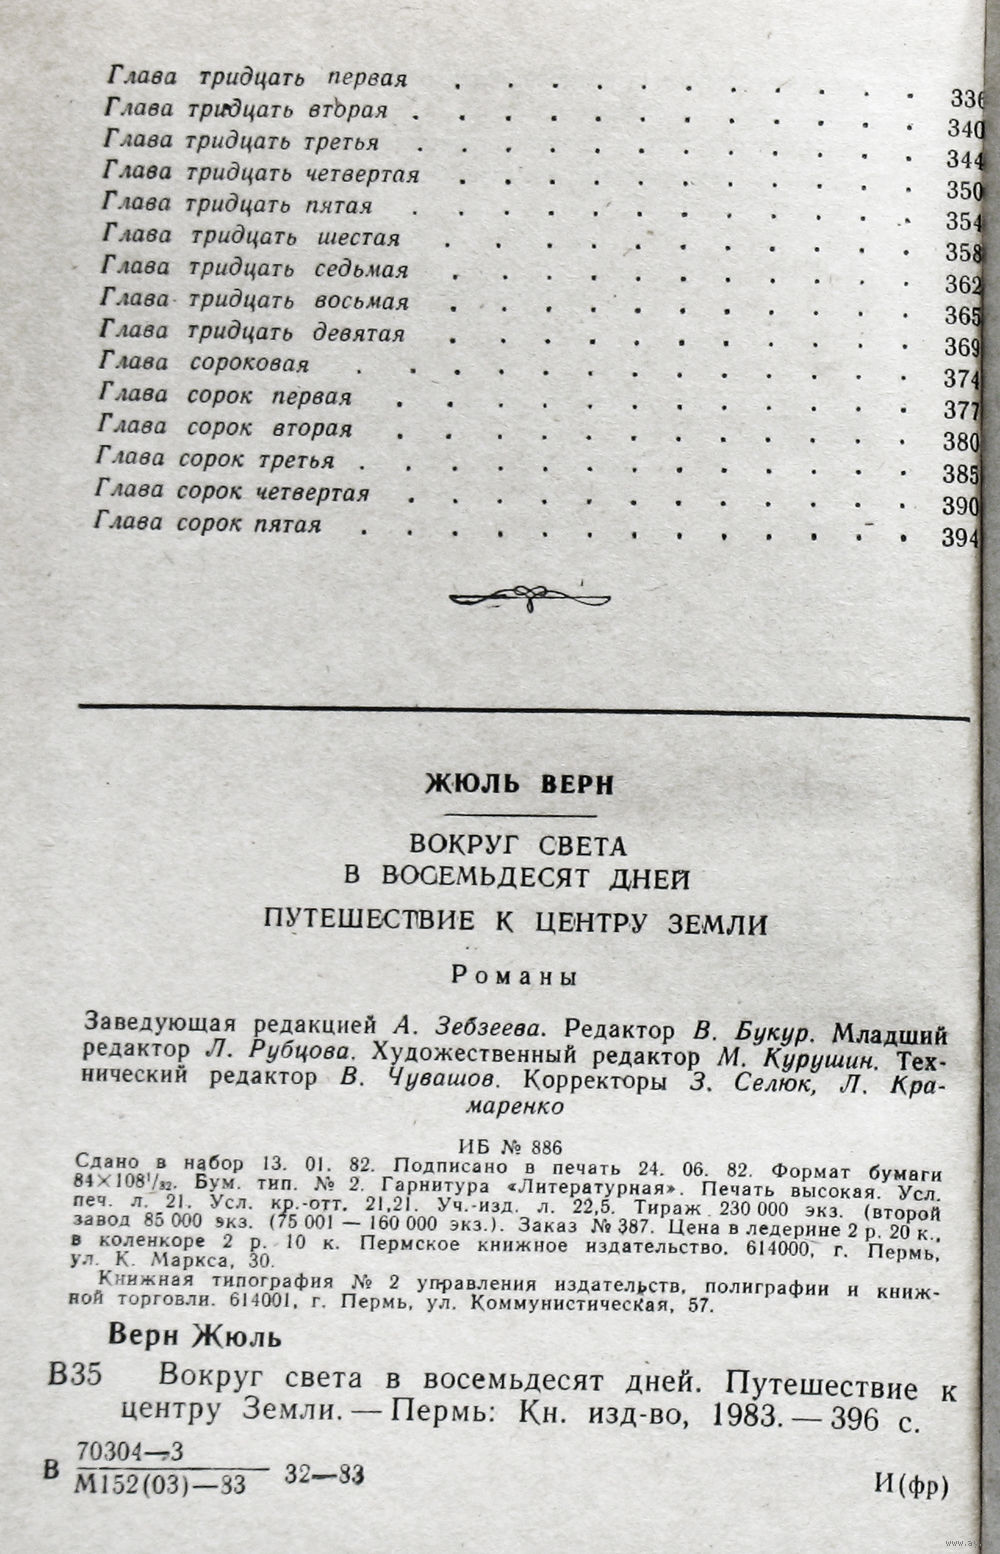 Глава тридцать первая . . . . . . . . . . . 336
Глава тридцать вторая . . . . . . . . . . . . 340
Глава тридцать третья . . . . . . . . . . . . 344
Глава тридцать четвертая . . . . . . . . . . . 350
Глава тридцать пятая . . . . . . . . . . . . 354
Глава тридцать шестая . . . . . . . . . . . 358
Глава тридцать седьмая . . . . . . . . . . . 362
Глава тридцать восьмая . . . . . . . . . . . 365
Глава тридцать девятая . . . . . . . . . . . 369
Глава сороковая . . . . . . . . . . . . . 374
Глава сорок первая . . . . . . . . . . . . 377
Глава сорок вторая . . . . . . . . . . . . 380
Глава сорок третья . . . . . . . . . . . . . 385
Глава сорок четвертая . . . . . . . . . . . . 390
Глава сорок пятая . . . . . . . . . . . . . 394
ЖЮЛЬ ВЕРН
ВОКРУГ СВЕТА
В ВОСЕМЬДЕСЯТ ДНЕЙ
ПУТЕШЕСТВИЕ К ЦЕНТРУ ЗЕМЛИ
Романы
Заведующая редакцией А. Зебзеева. Редактор В. Букур. Младший
редактор Л. Рубцова. Художественный редактор М. Курушин. Тех-
нический редактор В. Чувашов. Корректоры З. Селюк, Л. Кра-
маренко
ИБ № 886
Сдано в набор 13. 01. 82. Подписано в печать 24. 06. 82. Формат бумаги
84×108¹/₃₂. Бум. тип. № 2. Гарнитура «Литературная». Печать высокая. Усл.
печ. л. 21. Усл. кр.-отт. 21,21. Уч.-изд. л. 22,5. Тираж 230 000 экз. (второй
завод 85 000 экз. (75 001 — 160 000 экз.). Заказ № 387. Цена в ледерине 2 р. 20 к.,
в коленкоре 2 р. 10 к. Пермское книжное издательство. 614000, г. Пермь,
ул. К. Маркса, 30.
Книжная типография № 2 управления издательств, полиграфии и книж-
ной торговли. 614001, г. Пермь, ул. Коммунистическая, 57.
Верн Жюль
В35 Вокруг света в восемьдесят дней. Путешествие к
центру Земли. — Пермь: Кн. изд-во, 1983. — 396 с.
70304—3
В М152(03)—83 32—83
И(фр)